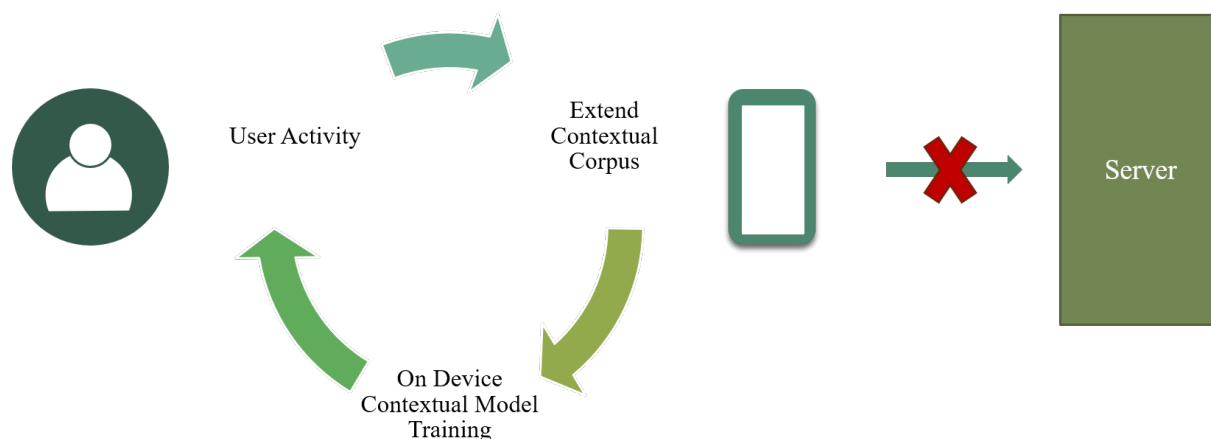 User Activity
Extend
Contextual
Corpus
Server
On Device
Contextual Model
Training